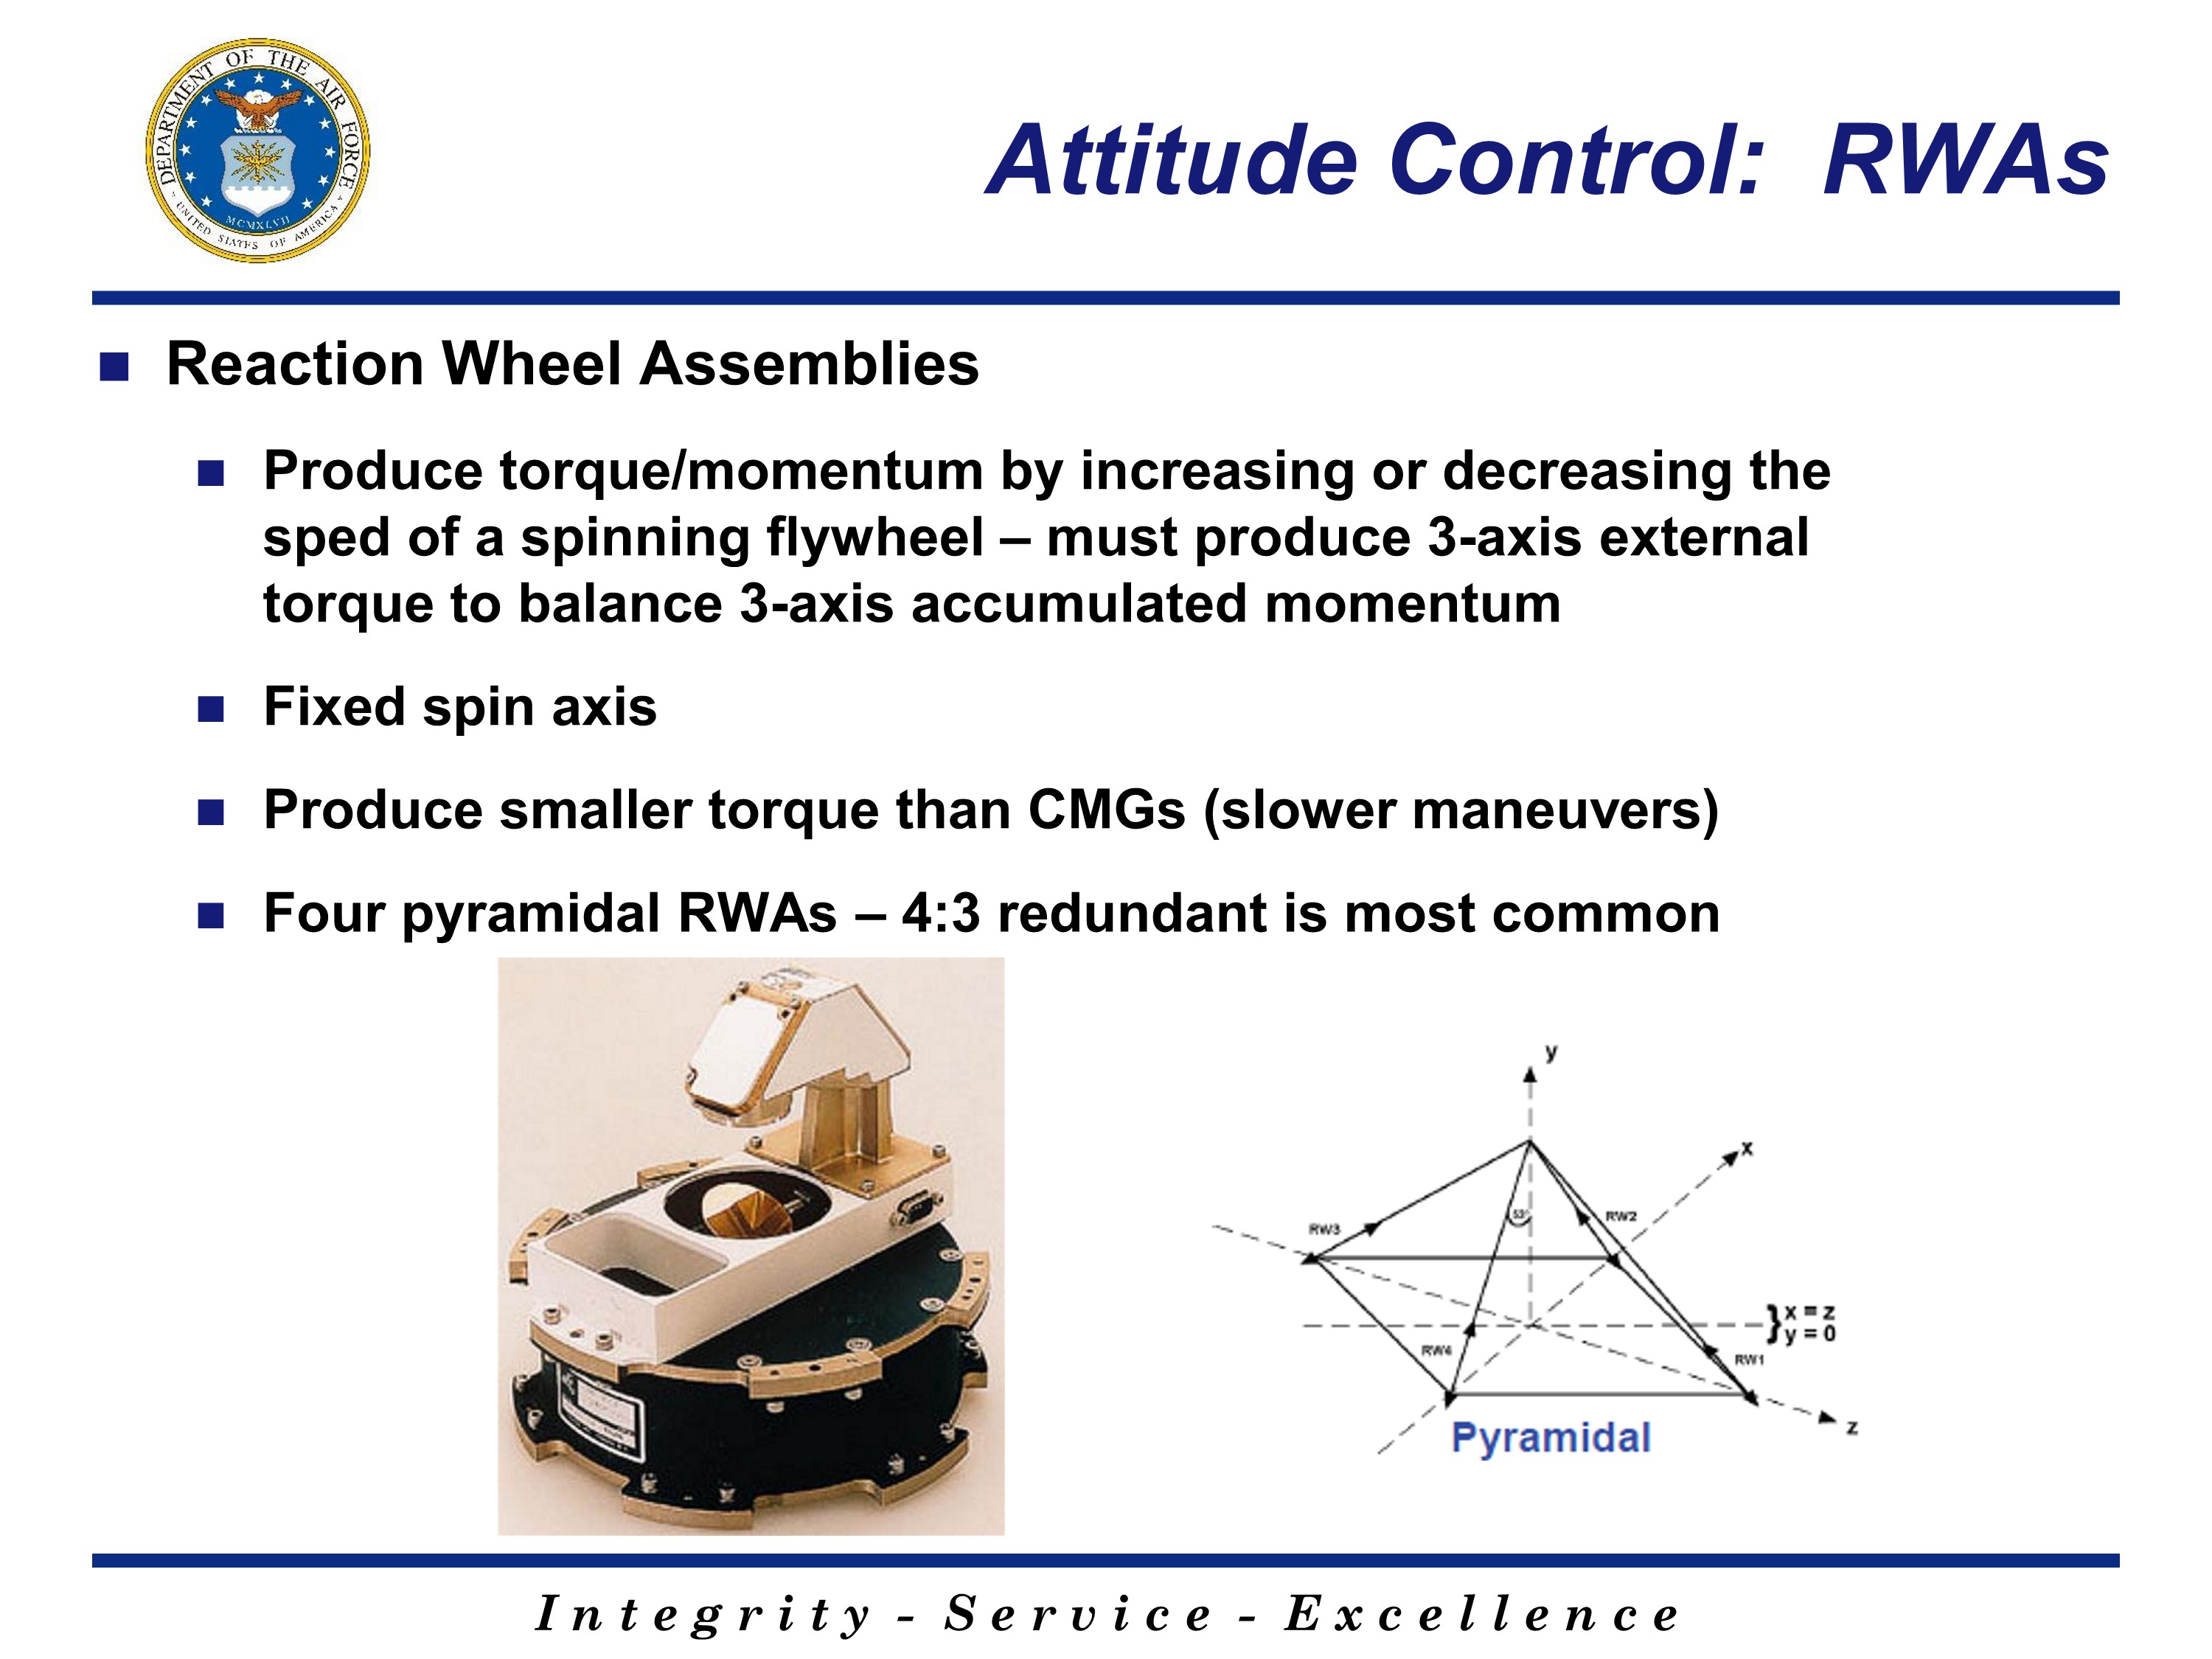 DEPARTMENT OF THE AIR FORCE
UNITED STATES OF AMERICA
MCMXLVII
Attitude Control: RWAs
Reaction Wheel Assemblies
Produce torque/momentum by increasing or decreasing the
sped of a spinning flywheel – must produce 3-axis external
torque to balance 3-axis accumulated momentum
Fixed spin axis
Produce smaller torque than CMGs (slower maneuvers)
Four pyramidal RWAs – 4:3 redundant is most common
y
x
53°
RW2
RW3
x = z
y = 0
RW4
RW1
z
Pyramidal
Integrity - Service - Excellence